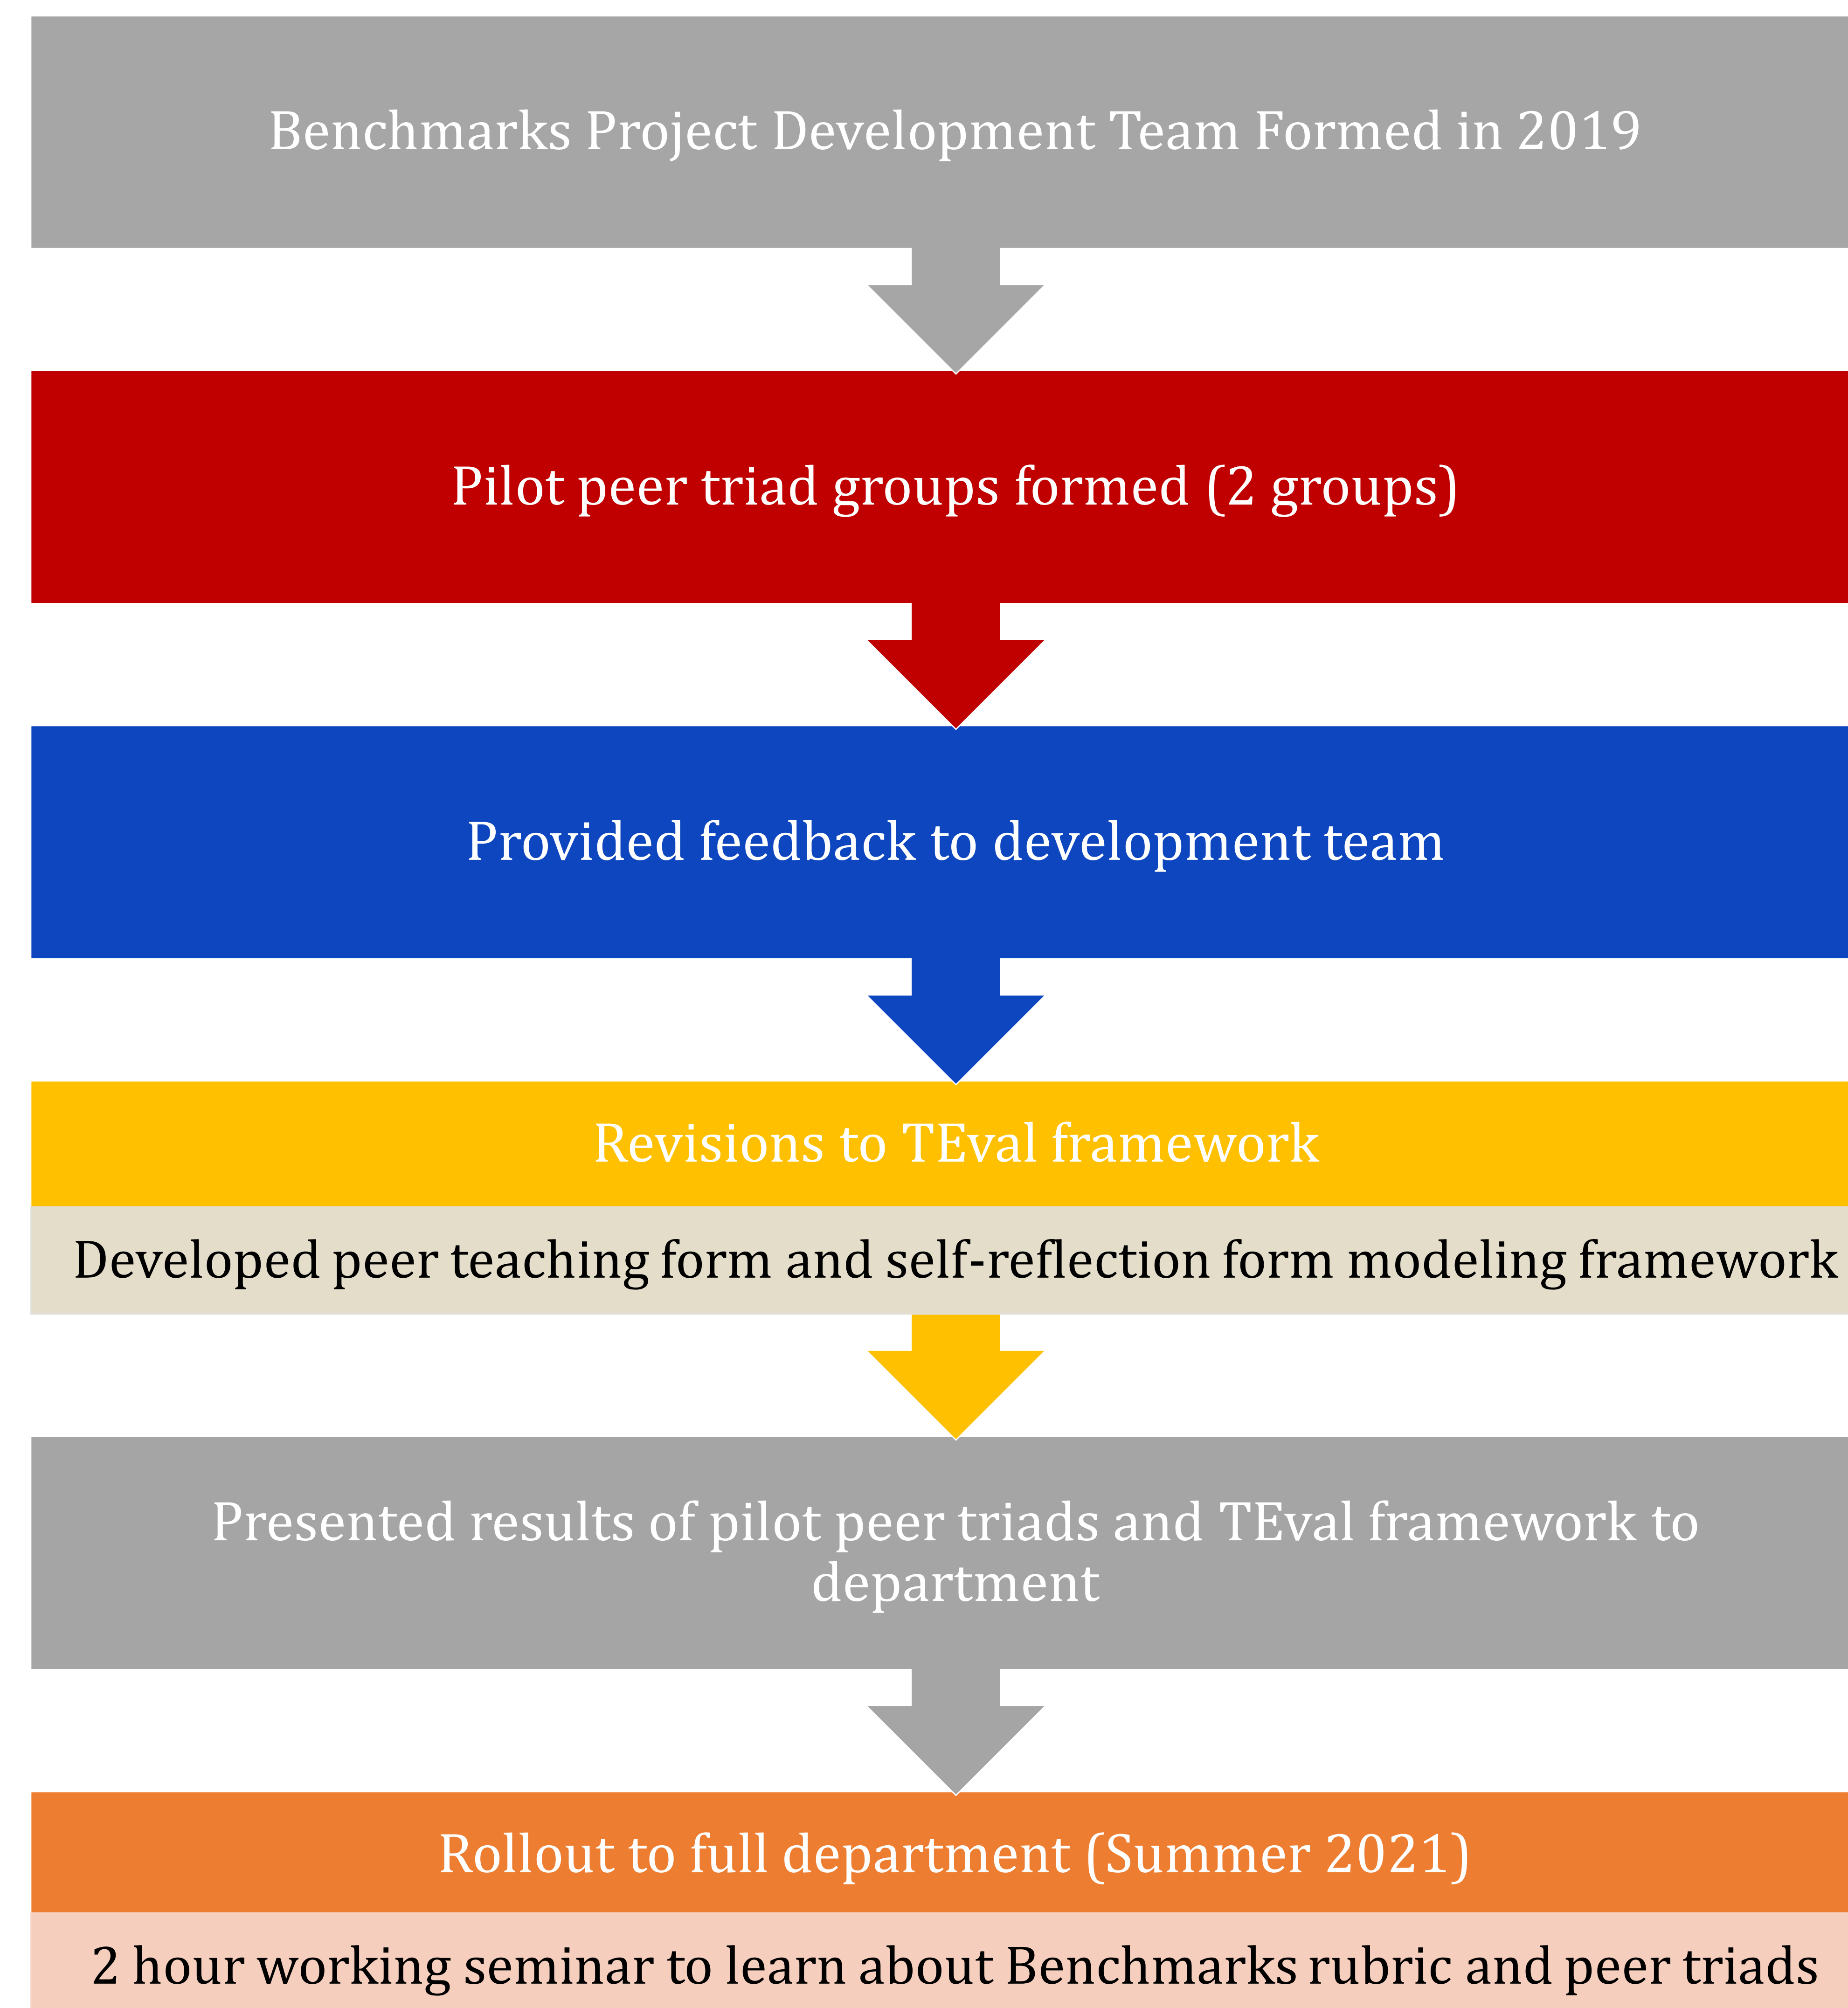 Benchmarks Project Development Team Formed in 2019
Pilot peer triad groups formed (2 groups)
Provided feedback to development team
Revisions to TEval framework
Developed peer teaching form and self-reflection form modeling framework
Presented results of pilot peer triads and TEval framework to
department
Rollout to full department (Summer 2021)
2 hour working seminar to learn about Benchmarks rubric and peer triads